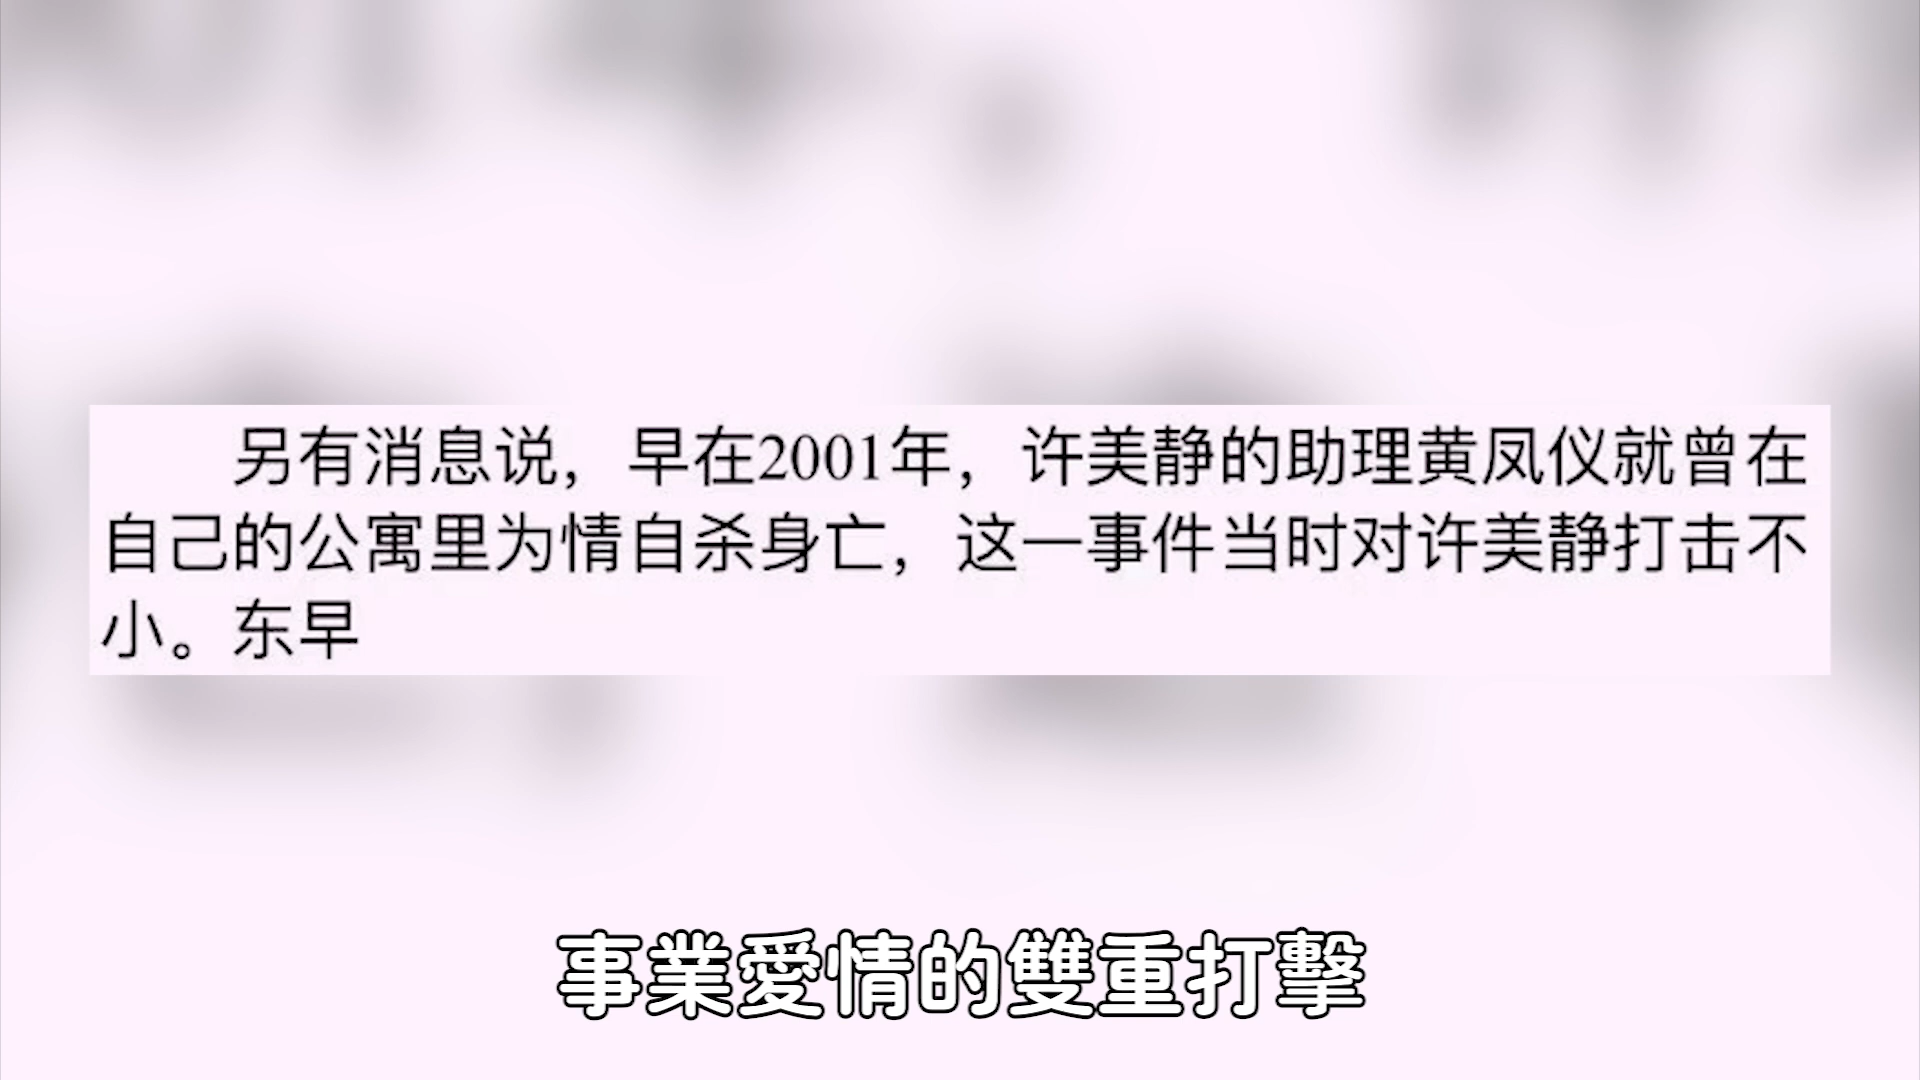 另有消息说，早在2001年，许美静的助理黄凤仪就曾在
自己的公寓里为情自杀身亡，这一事件当时对许美静打击不
小。东早
事業愛情的雙重打擊